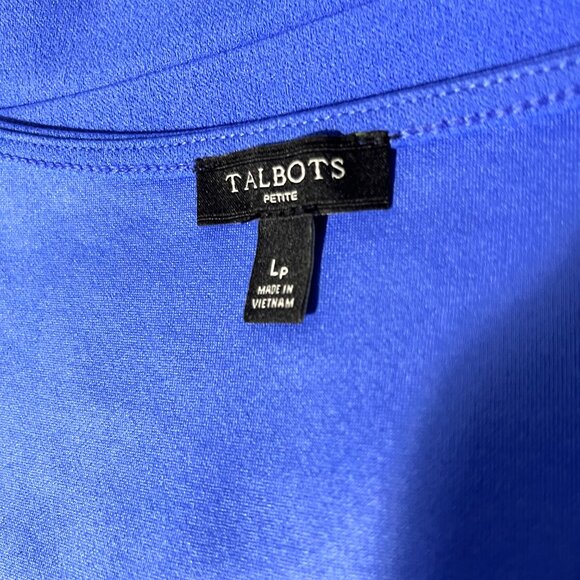 TALBOTS
PETITE
Lp
MADE IN
VIETNAM